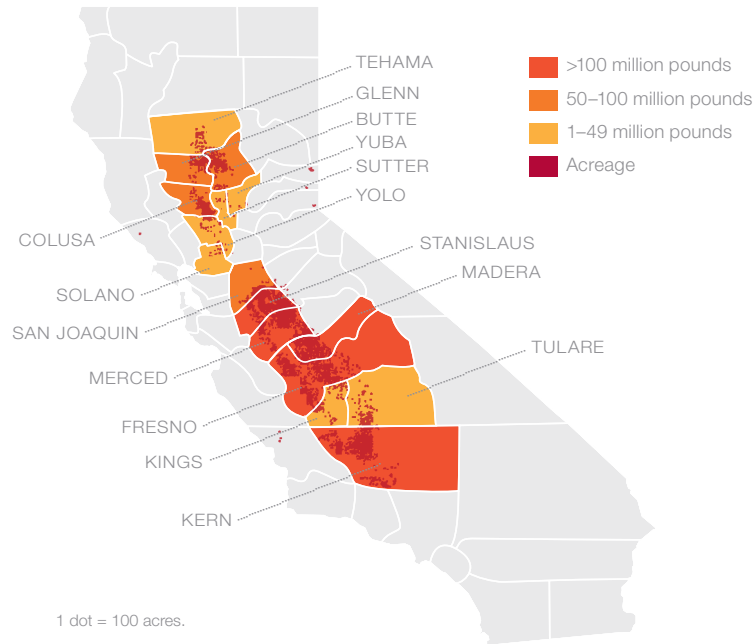 TEHAMA
GLENN
BUTTE
YUBA
SUTTER
YOLO
COLUSA
STANISLAUS
MADERA
SOLANO
SAN JOAQUIN
TULARE
MERCED
FRESNO
KINGS
KERN
>100 million pounds
50–100 million pounds
1–49 million pounds
Acreage
1 dot = 100 acres.